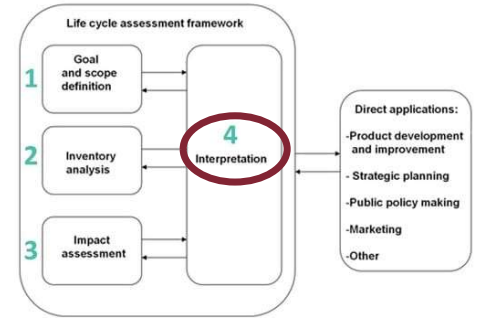 Life cycle assessment framework
1
Goal
and scope
definition
2
Inventory
analysis
3
Impact
assessment
4
Interpretation
Direct applications:
-Product development
and improvement
- Strategic planning
-Public policy making
-Marketing
-Other